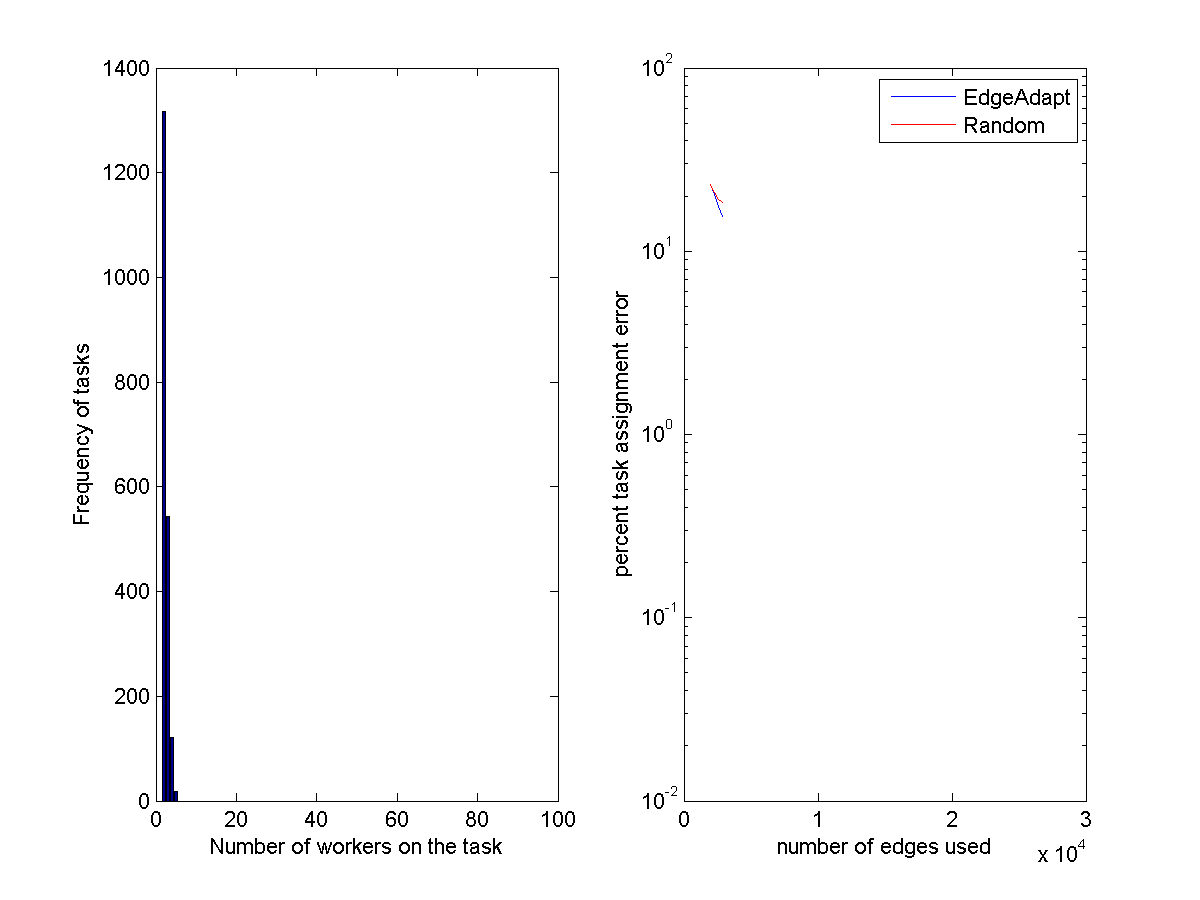 1400
1200
1000
800
600
400
200
0
0 20 40 60 80 100
Frequency of tasks
Number of workers on the task
10^2
10^1
10^0
10^-1
10^-2
0 1 2 3
x 10^4
percent task assignment error
number of edges used
EdgeAdapt
Random